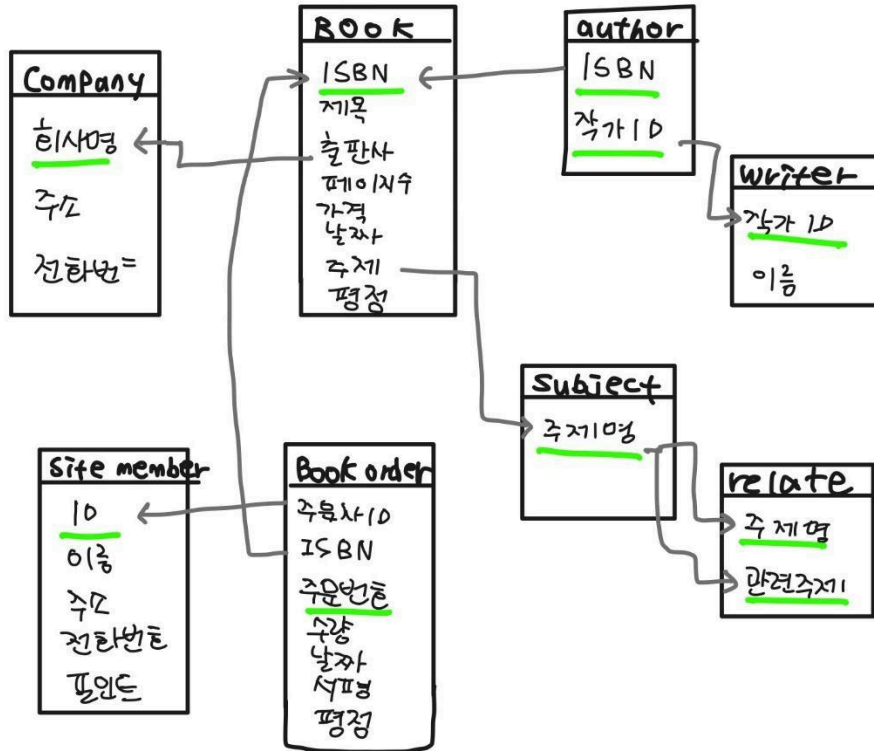 Company
회사명
주소
전화번호
BOOK
ISBN
제목
출판사
페이지수
가격
날짜
주제
평점
author
ISBN
작가ID
writer
작가ID
이름
Subject
주제명
relate
주제명
관련주제
Site member
ID
이름
주소
전화번호
포인트
Book order
주문자ID
ISBN
주문번호
수량
날짜
서평
평점